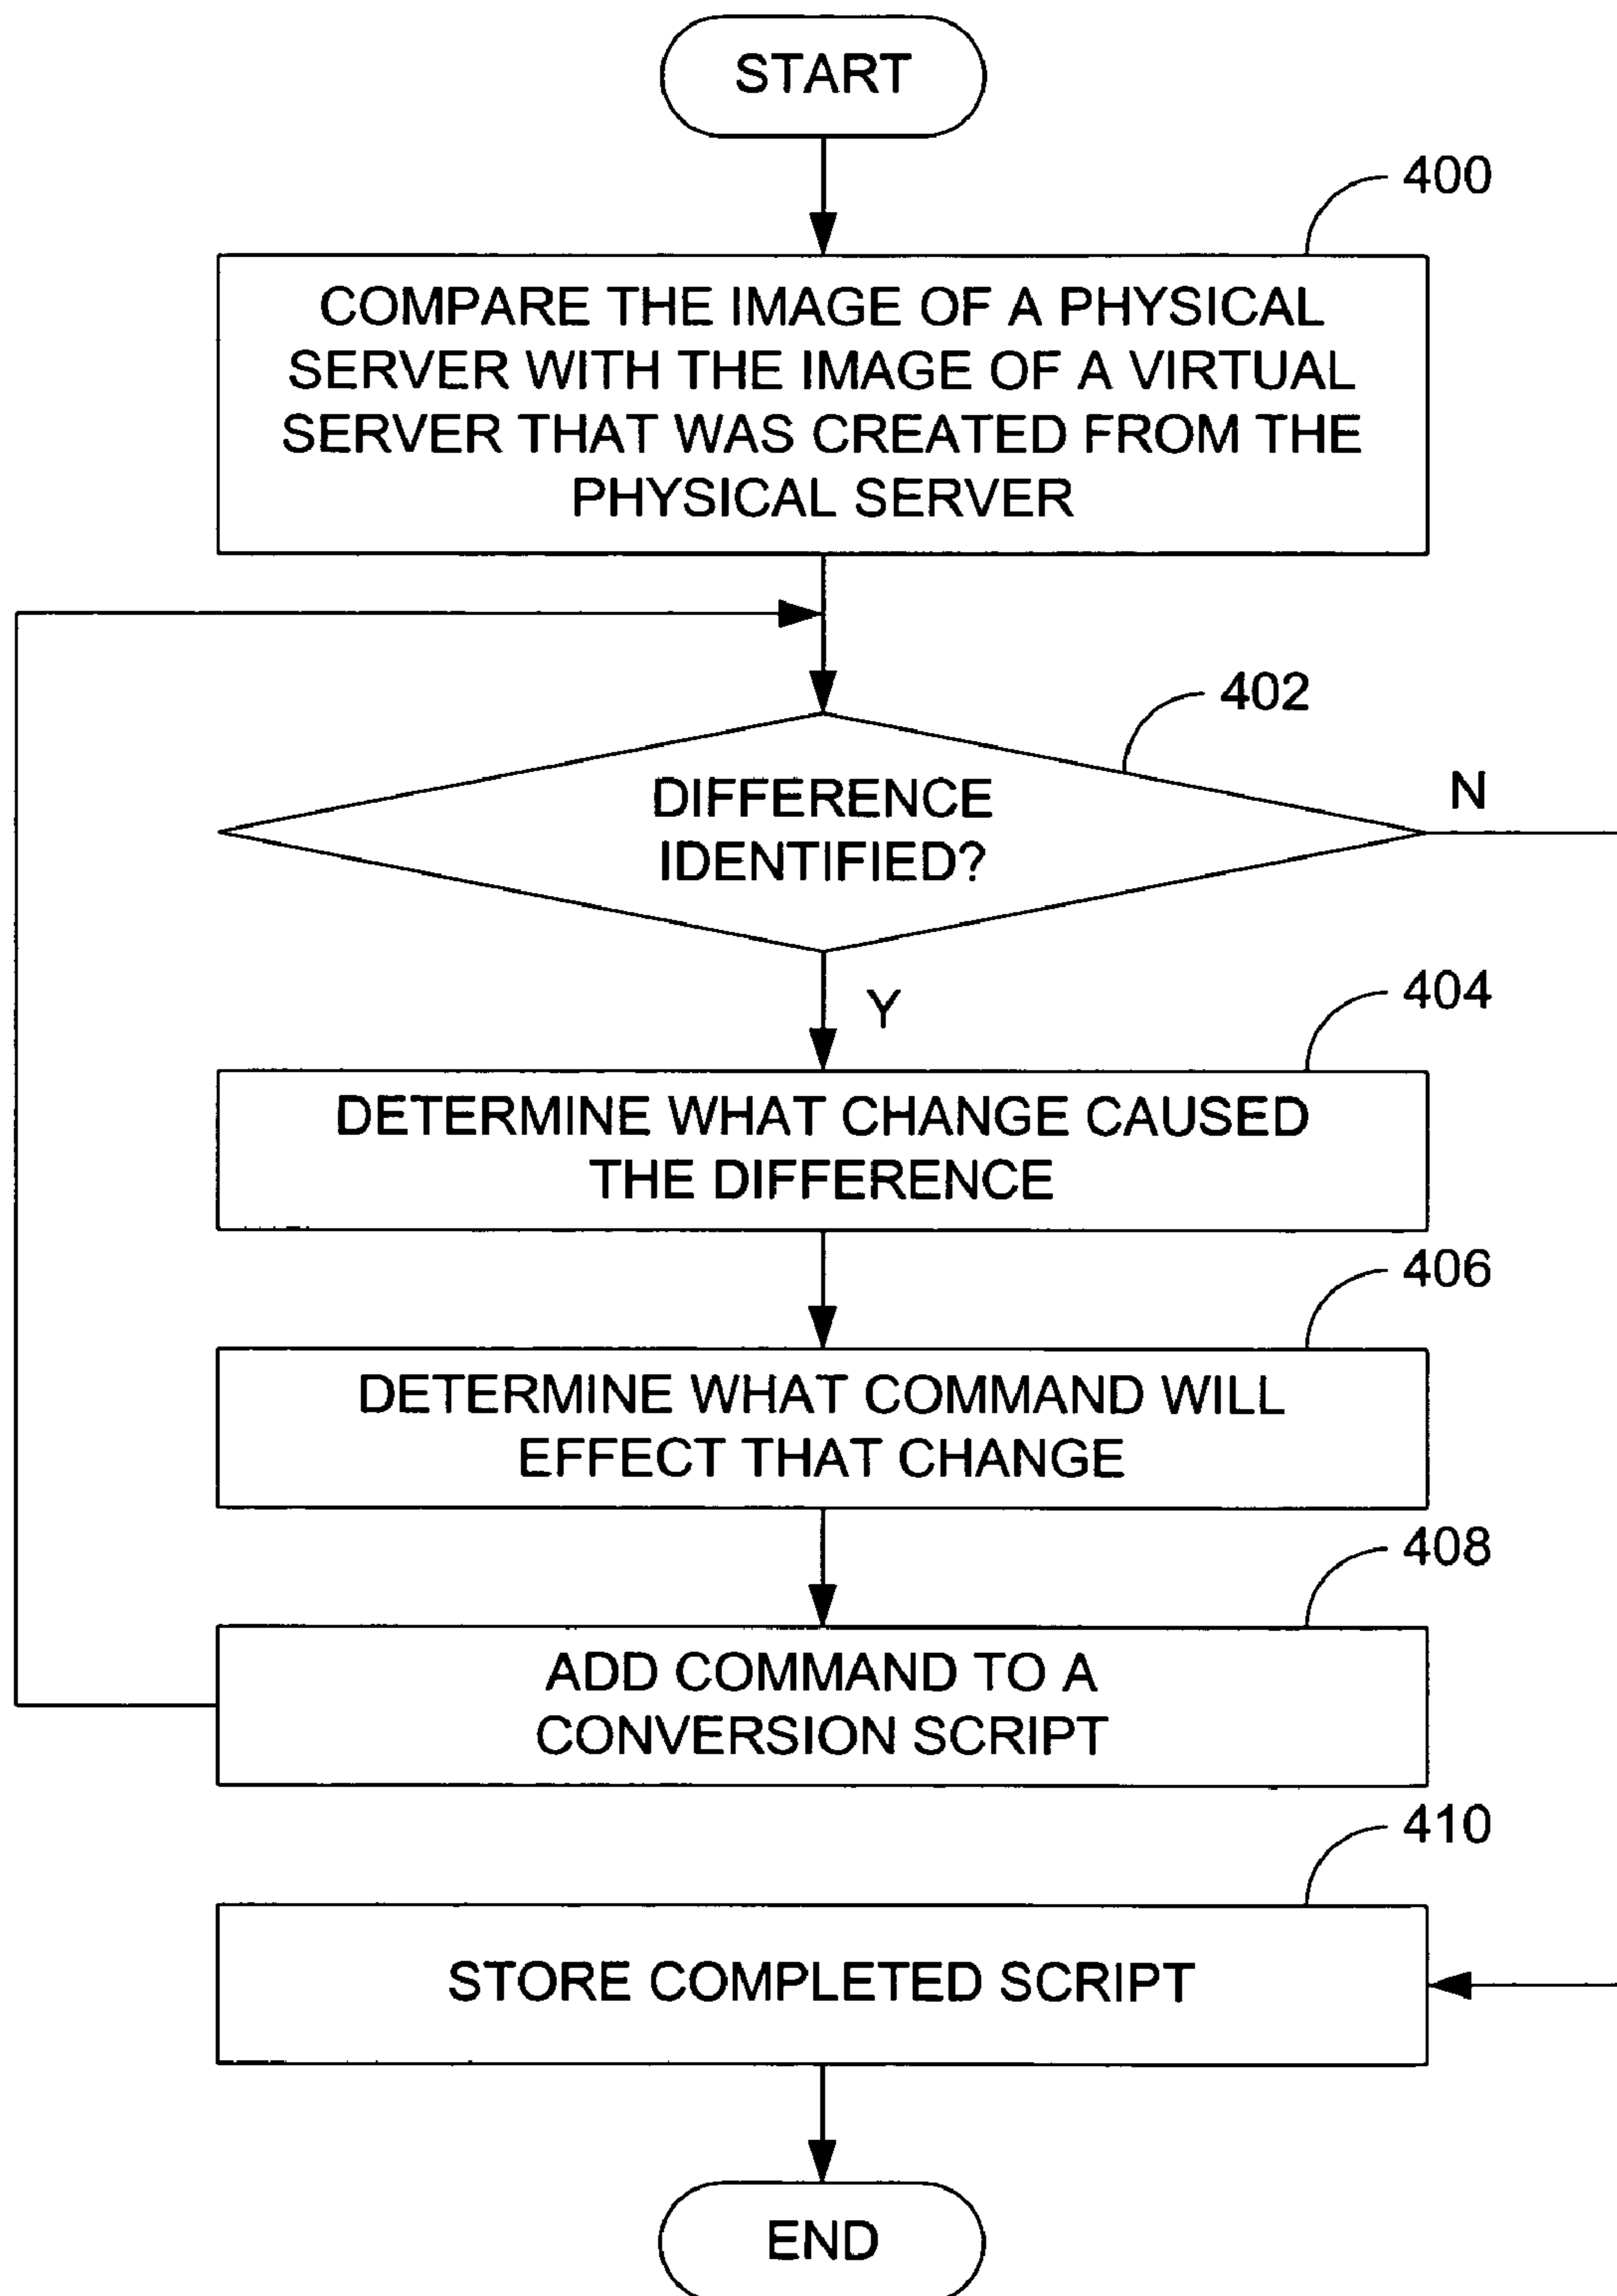 START
400
COMPARE THE IMAGE OF A PHYSICAL
SERVER WITH THE IMAGE OF A VIRTUAL
SERVER THAT WAS CREATED FROM THE
PHYSICAL SERVER
402
DIFFERENCE
IDENTIFIED?
N
Y
404
DETERMINE WHAT CHANGE CAUSED
THE DIFFERENCE
406
DETERMINE WHAT COMMAND WILL
EFFECT THAT CHANGE
408
ADD COMMAND TO A
CONVERSION SCRIPT
410
STORE COMPLETED SCRIPT
END